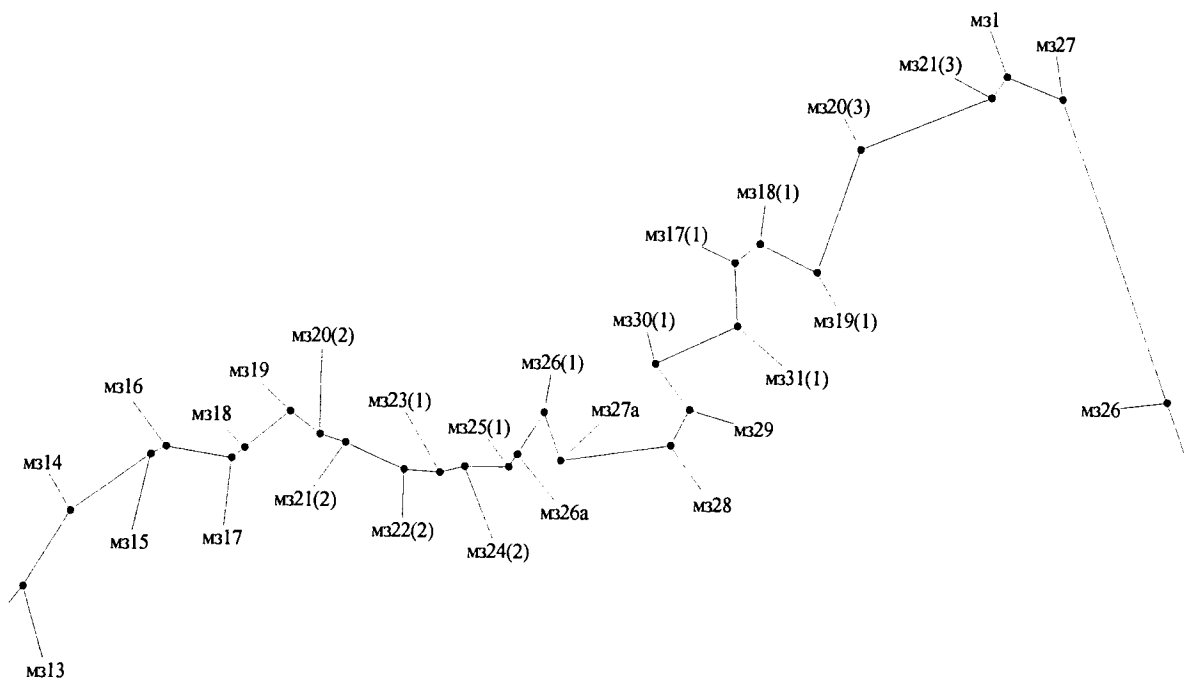 мз1
мз27
мз21(3)
мз20(3)
мз18(1)
мз17(1)
мз30(1)
мз19(1)
мз20(2)
мз26(1)
мз19
мз31(1)
мз16
мз23(1)
мз27а
мз26
мз18
мз25(1)
мз29
мз14
мз21(2)
мз28
мз26а
мз22(2)
мз17
мз15
мз24(2)
мз13